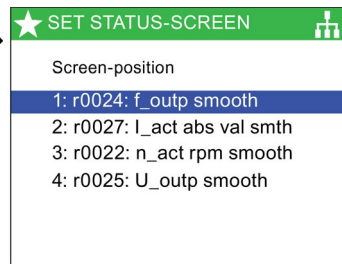 SET STATUS-SCREEN
Screen-position
1: r0024: f_outp smooth
2: r0027: I_act abs val smth
3: r0022: n_act rpm smooth
4: r0025: U_outp smooth